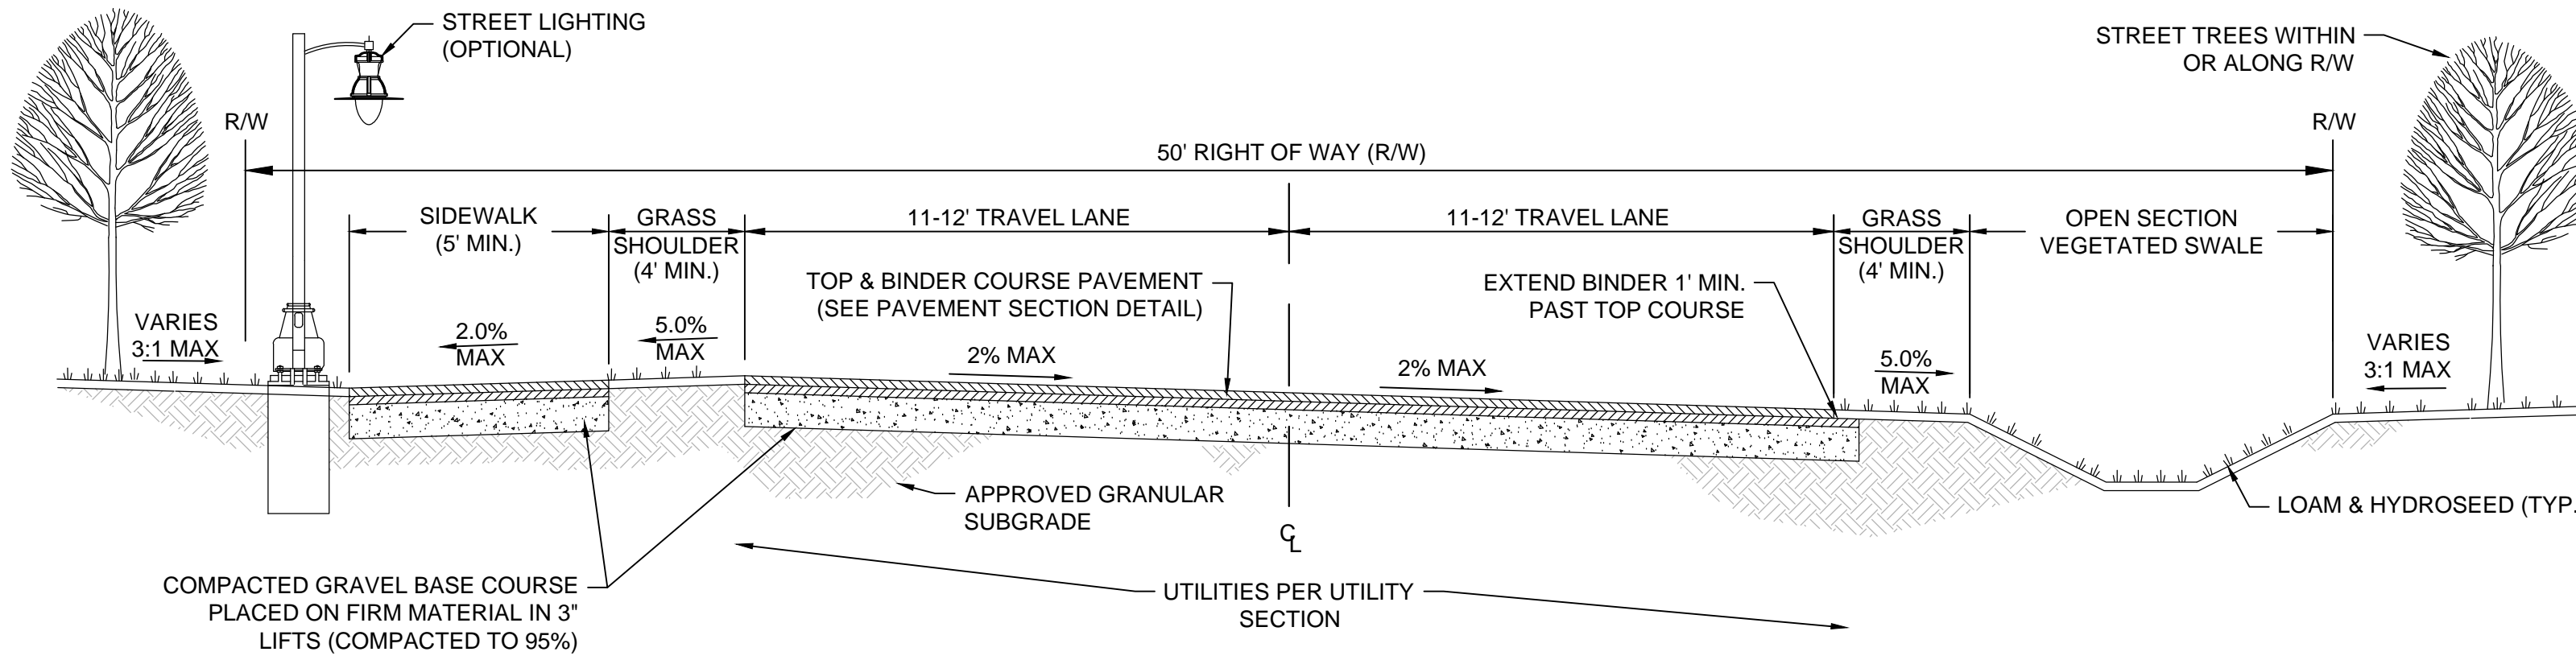 STREET LIGHTING
(OPTIONAL)
STREET TREES WITHIN
OR ALONG R/W
R/W
R/W
50' RIGHT OF WAY (R/W)
SIDEWALK
(5' MIN.)
GRASS
SHOULDER
(4' MIN.)
11-12' TRAVEL LANE
11-12' TRAVEL LANE
GRASS
SHOULDER
(4' MIN.)
OPEN SECTION
VEGETATED SWALE
TOP & BINDER COURSE PAVEMENT
(SEE PAVEMENT SECTION DETAIL)
EXTEND BINDER 1' MIN.
PAST TOP COURSE
VARIES
3:1 MAX
2.0%
MAX
5.0%
MAX
2% MAX
2% MAX
5.0%
MAX
VARIES
3:1 MAX
APPROVED GRANULAR
SUBGRADE
LOAM & HYDROSEED (TYP.
CL
COMPACTED GRAVEL BASE COURSE
PLACED ON FIRM MATERIAL IN 3"
LIFTS (COMPACTED TO 95%)
UTILITIES PER UTILITY
SECTION